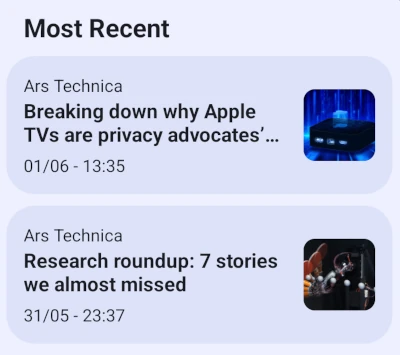 Most Recent
Ars Technica
Breaking down why Apple
TVs are privacy advocates’...
01/06 - 13:35
Ars Technica
Research roundup: 7 stories
we almost missed
31/05 - 23:37